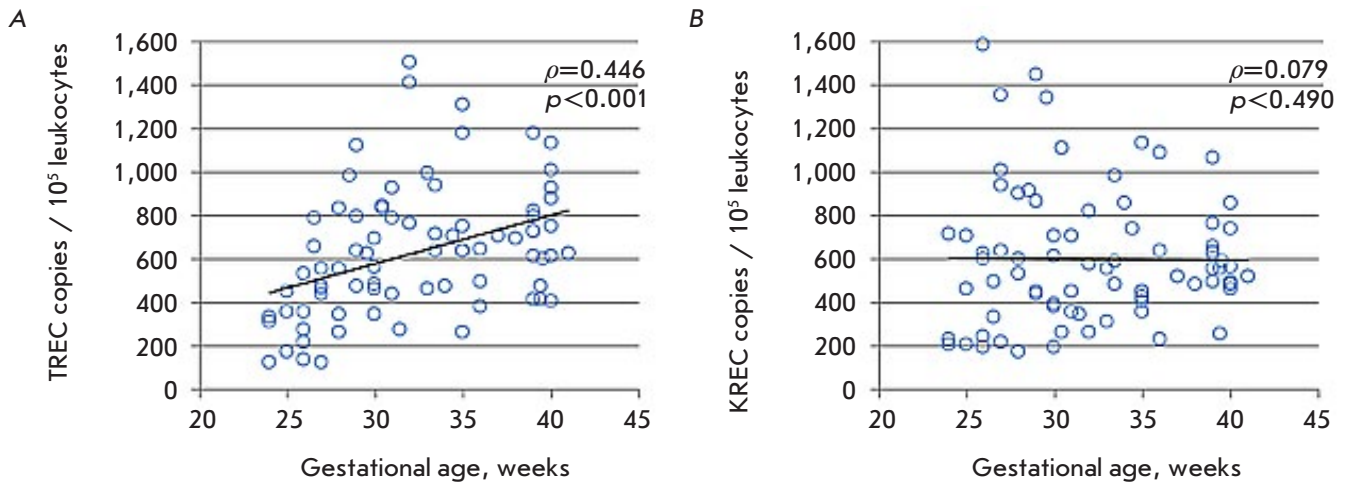 A
TREC copies / 10⁵ leukocytes
1,600
1,400
1,200
1,000
800
600
400
200
0
ρ=0.446
p<0.001
20 25 30 35 40 45
Gestational age, weeks
B
KREC copies / 10⁵ leukocytes
1,600
1,400
1,200
1,000
800
600
400
200
0
ρ=0.079
p<0.490
20 25 30 35 40 45
Gestational age, weeks